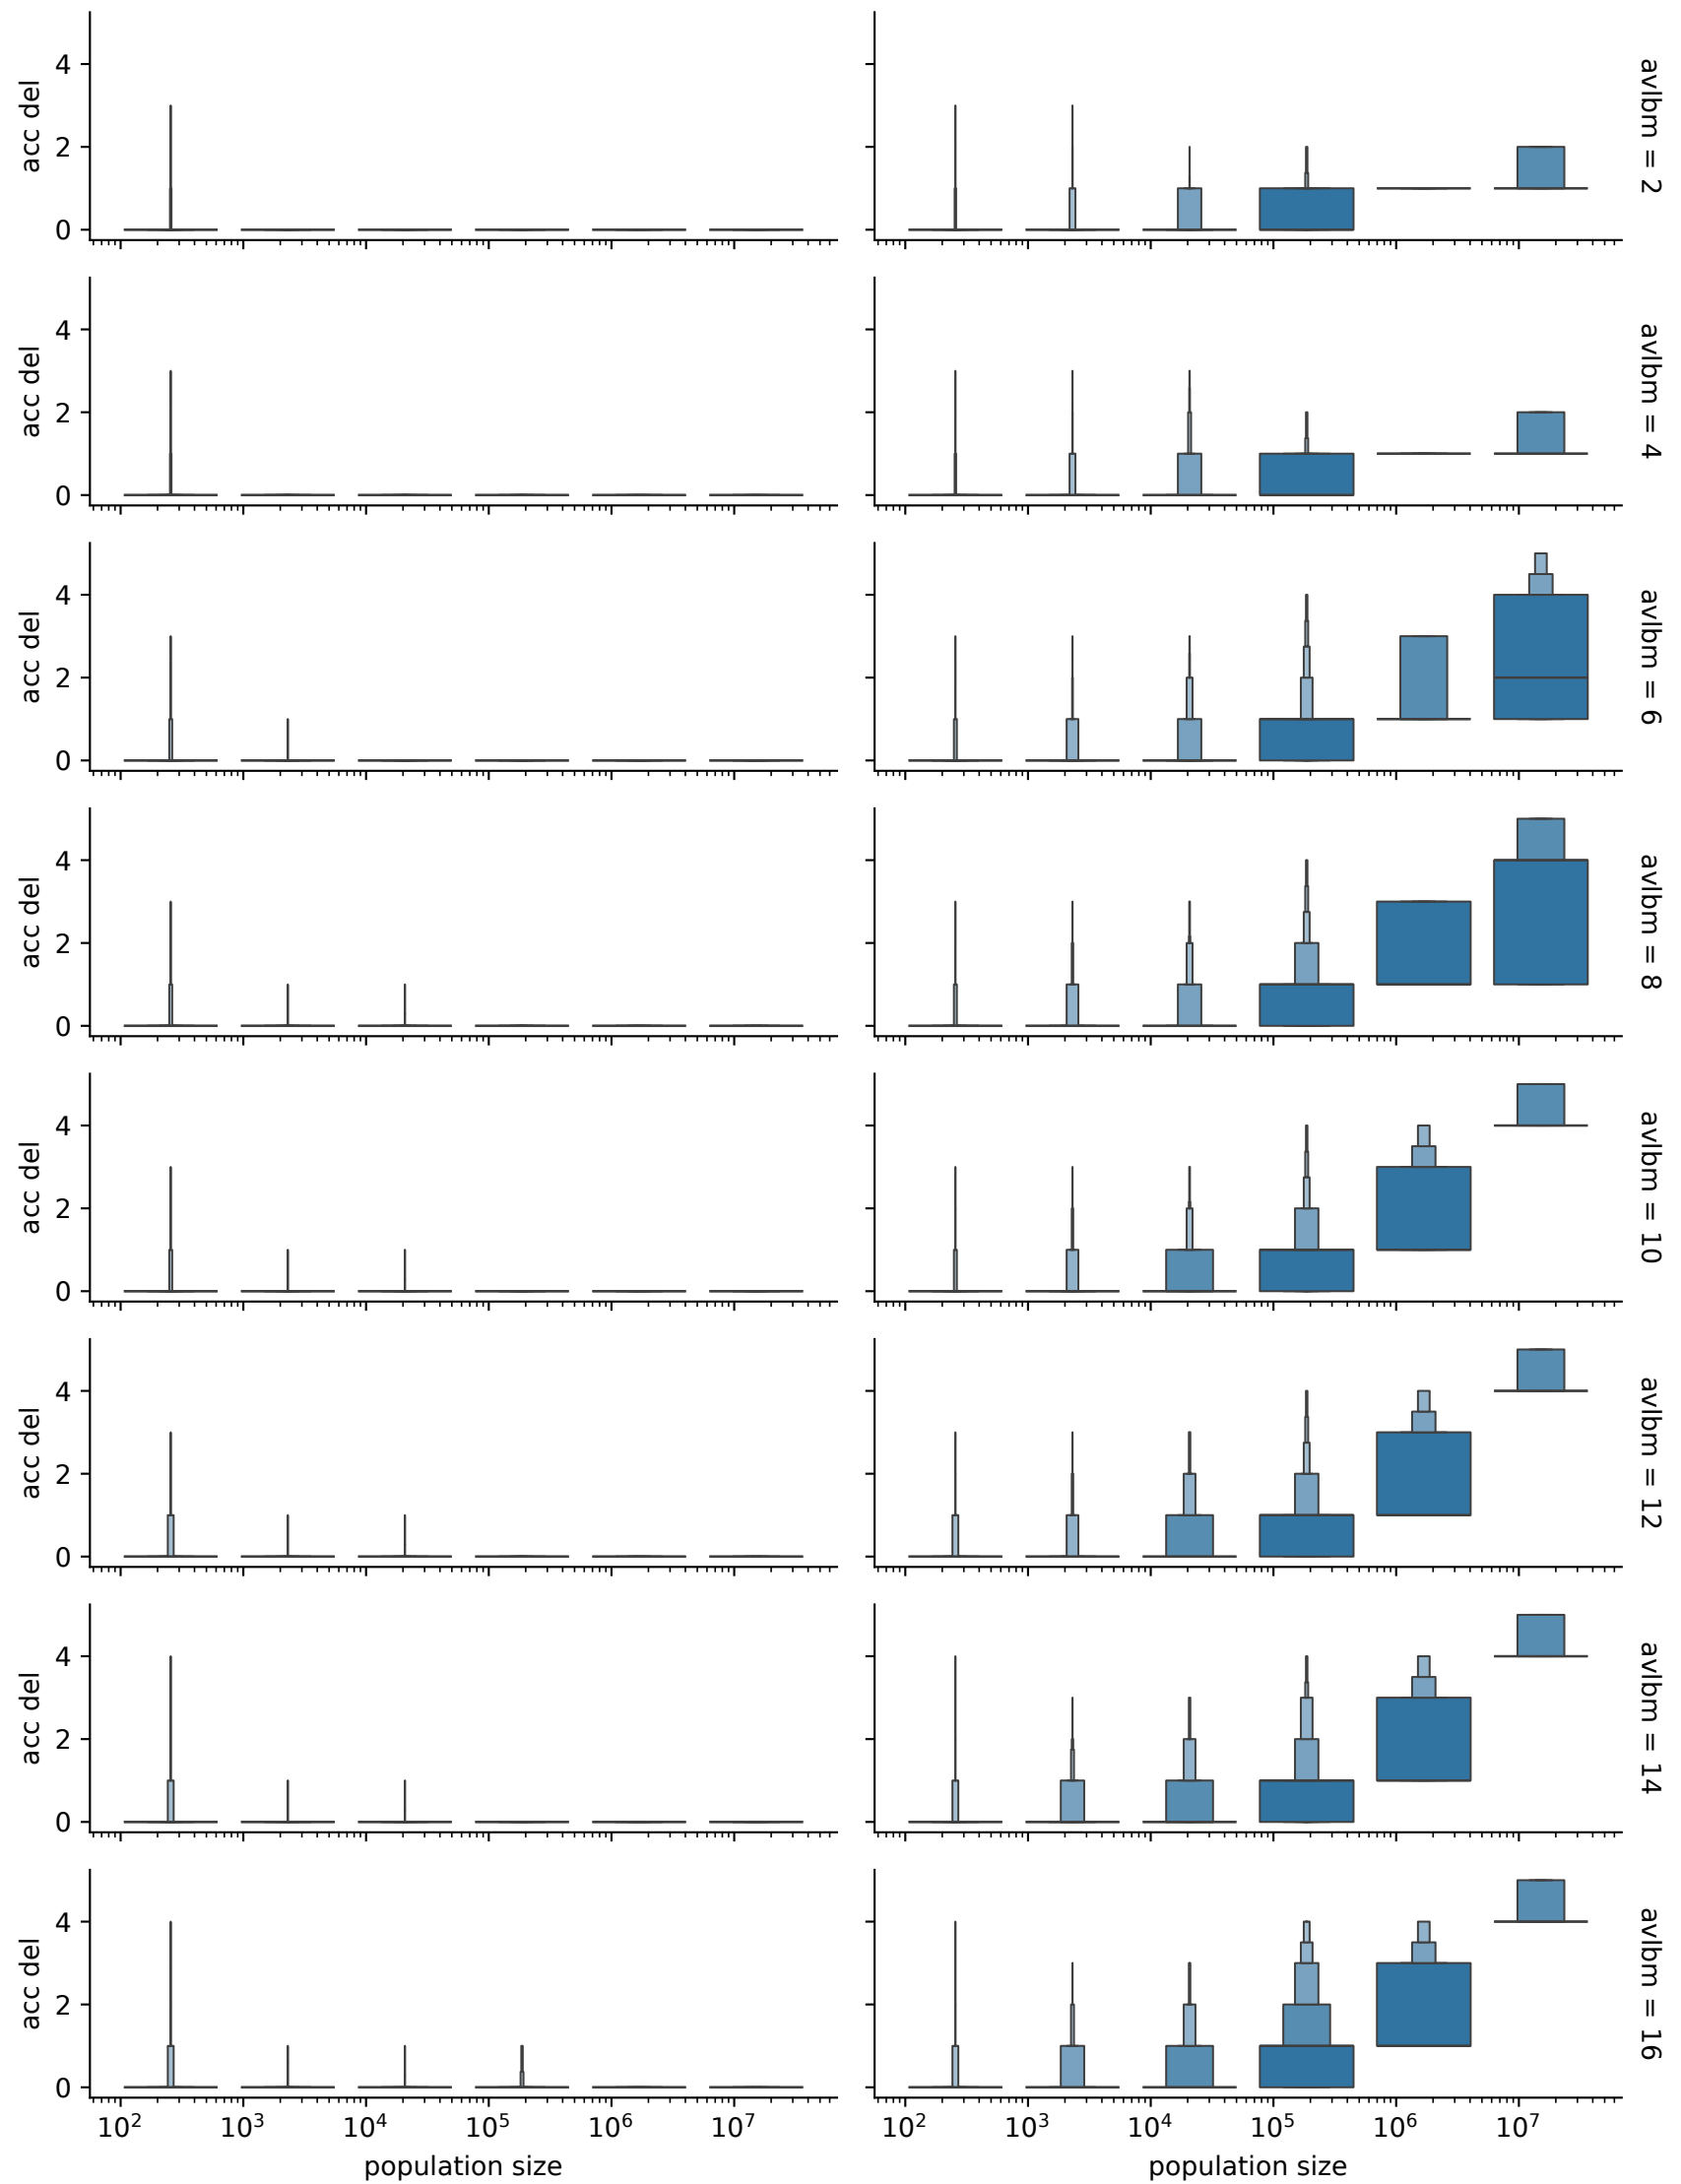 4
2
0
acc del
avlbm = 2
4
2
0
acc del
avlbm = 4
4
2
0
acc del
avlbm = 6
4
2
0
acc del
avlbm = 8
4
2
0
acc del
avlbm = 10
4
2
0
acc del
avlbm = 12
4
2
0
acc del
avlbm = 14
4
2
0
acc del
avlbm = 16
10² 10³ 10⁴ 10⁵ 10⁶ 10⁷
population size
10² 10³ 10⁴ 10⁵ 10⁶ 10⁷
population size